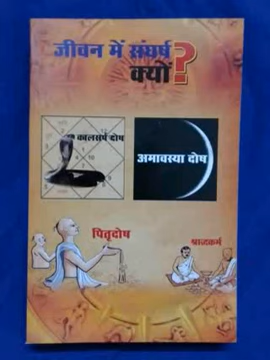 जीवन में संघर्ष
क्यों?
कालसर्प दोष
अमावस्या दोष
पितृदोष
श्राद्धकर्म